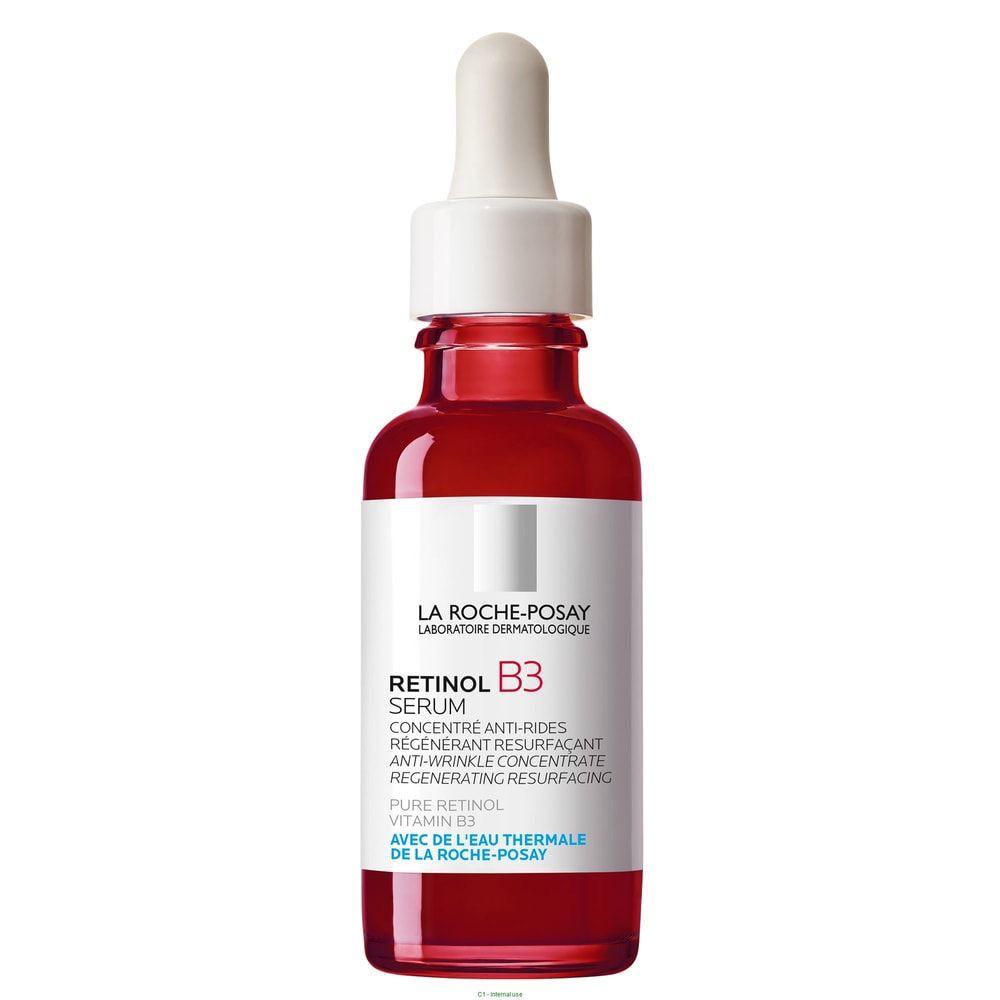 LA ROCHE-POSAY
LABORATOIRE DERMATOLOGIQUE
RETINOL B3
SERUM
CONCENTRÉ ANTI-RIDES
RÉGÉNÉRANT RESURFAÇANT
ANTI-WRINKLE CONCENTRATE
REGENERATING RESURFACING
PURE RETINOL
VITAMIN B3
AVEC DE L'EAU THERMALE
DE LA ROCHE-POSAY
C1 - Internal use